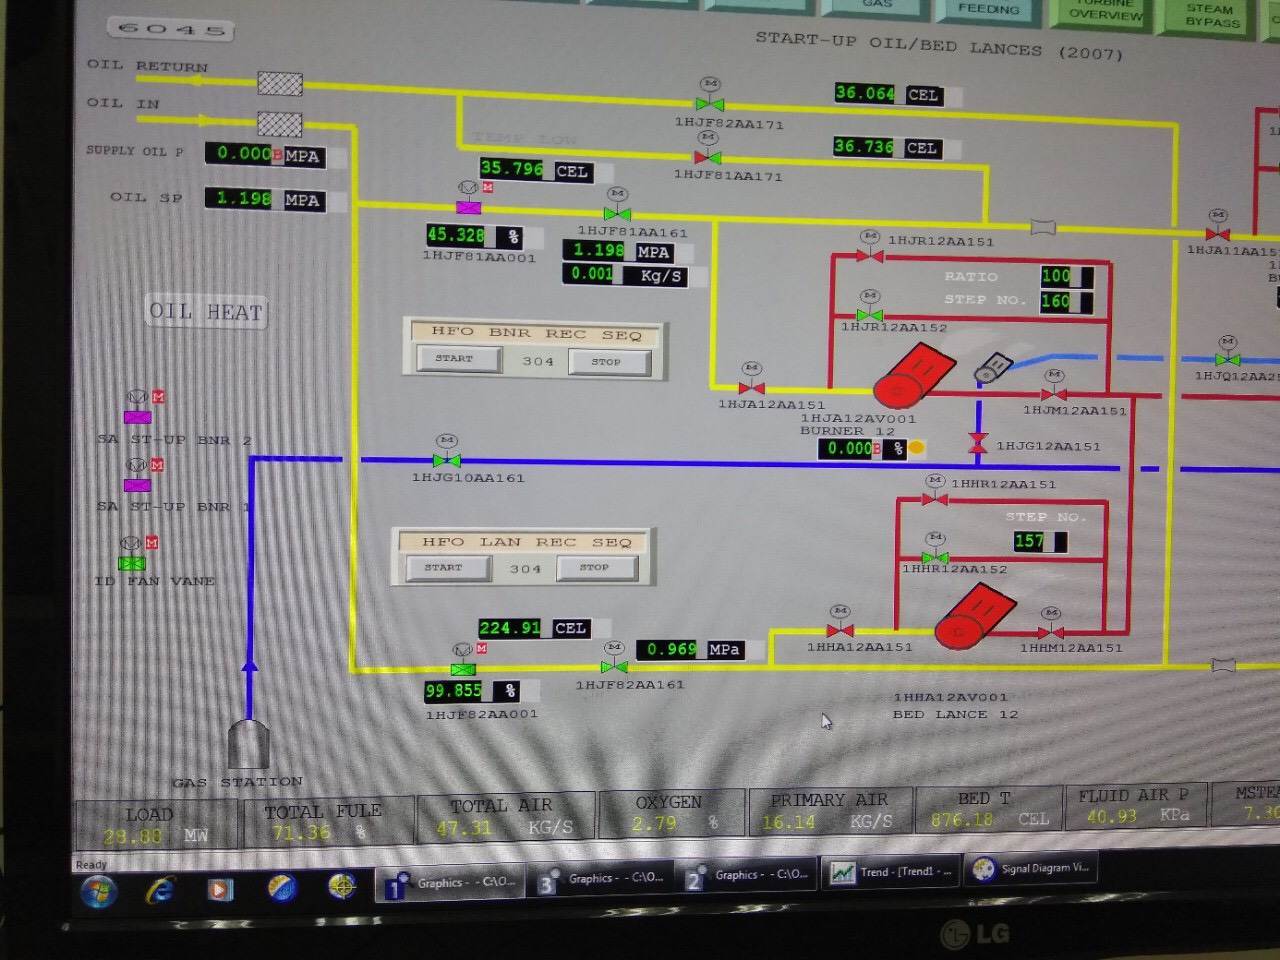 GAS
FEEDING
TURBINE
OVERVIEW
STEAM
BYPASS
6045
START-UP OIL/BED LANCES (2007)
OIL RETURN
OIL IN
SUPPLY OIL P 0.000B MPA
OIL SP 1.198 MPA
M
36.064 CEL
1HJF82AA171
TEMP LOW
M
36.736 CEL
1HJF81AA171
35.796 CEL
M M
45.328 %
1HJF81AA001
M
1HJF81AA161
1.198 MPA
0.001 Kg/S
M
1HJR12AA151
RATIO 100
STEP NO. 160
M
1HJR12AA152
M
1HJA11AA151
OIL HEAT
HFO BNR REC SEQ
START 304 STOP
M
1HJA12AA151
1HJA12AV001
BURNER 12
0.000B %
M
1HJM12AA151
M
1HJG12AA151
M M
SA ST-UP BNR 2
M M
SA ST-UP BNR 1
M M
ID FAN VANE
M
1HJG10AA161
M
1HHR12AA151
STEP NO.
157
M
1HHR12AA152
HFO LAN REC SEQ
START 304 STOP
224.91 CEL
M M
99.855 %
1HJF82AA001
M
0.969 MPa
1HJF82AA161
M
1HHA12AA151
M
1HHM12AA151
1HHA12AV001
BED LANCE 12
GAS STATION
LOAD
28.88 MW
TOTAL FULE
71.36 %
TOTAL AIR
47.31 KG/S
OXYGEN
2.79 %
PRIMARY AIR
16.14 KG/S
BED T
876.18 CEL
FLUID AIR P
40.93 KPa
Ready
1 Graphics - - C:\O...
3 Graphics - - C:\O...
2 Graphics - - C:\O...
Trend - [Trend1 - ...
Signal Diagram Vi...
LG